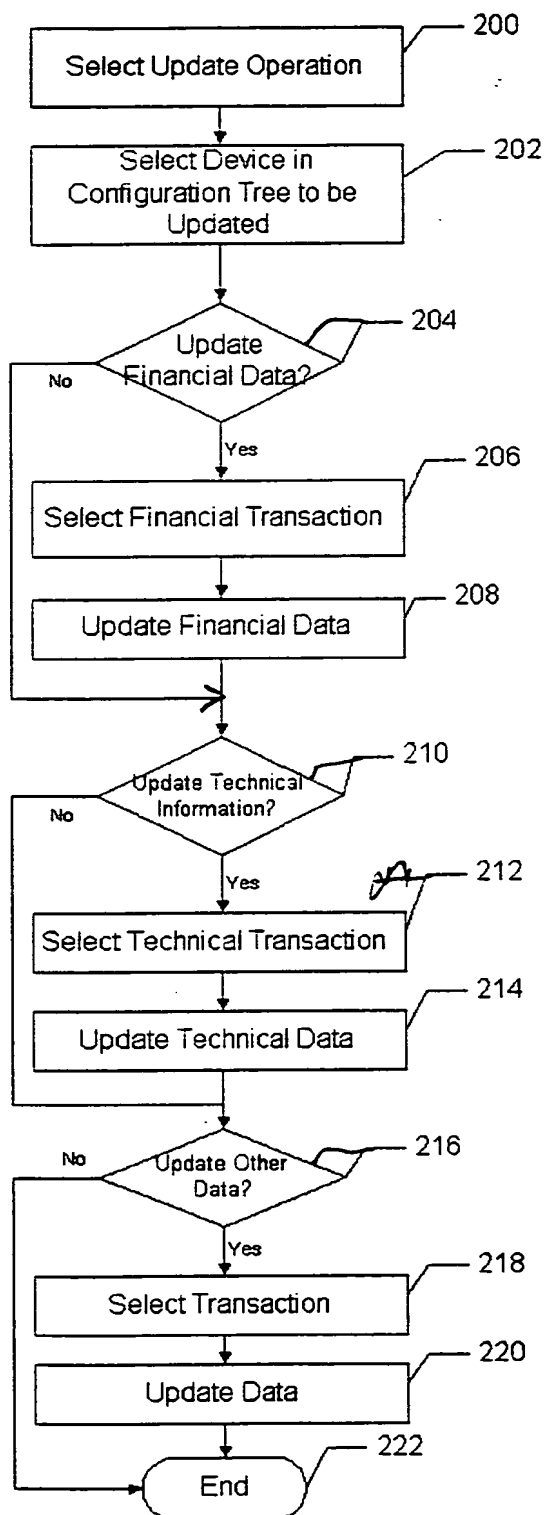 200
Select Update Operation
202
Select Device in
Configuration Tree to be
Updated
204
Update
Financial Data?
No
Yes
206
Select Financial Transaction
208
Update Financial Data
210
Update Technical
Information?
No
Yes
212
Select Technical Transaction
214
Update Technical Data
216
Update Other
Data?
No
Yes
218
Select Transaction
220
Update Data
222
End